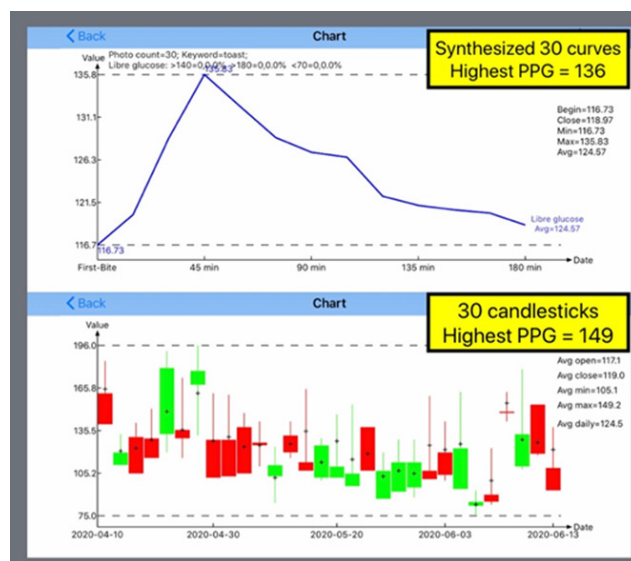 Back
Chart
Synthesized 30 curves
Highest PPG = 136
Value
Photo count=30; Keyword=toast;
Libre glucose: >140=0,0.0% >180=0,0.0% <70=0,0.0%
135.8
135.83
131.1
126.3
121.5
116.7
116.73
Begin=116.73
Close=118.97
Min=116.73
Max=135.83
Avg=124.57
Libre glucose
Avg=124.57
Date
First-Bite
45 min
90 min
135 min
180 min
Back
Chart
30 candlesticks
Highest PPG = 149
Value
196.0
165.8
135.5
105.2
75.0
Avg open=117.1
Avg close=119.0
Avg min=105.1
Avg max=149.2
Avg daily=124.5
Date
2020-04-10
2020-04-30
2020-05-20
2020-06-03
2020-06-13